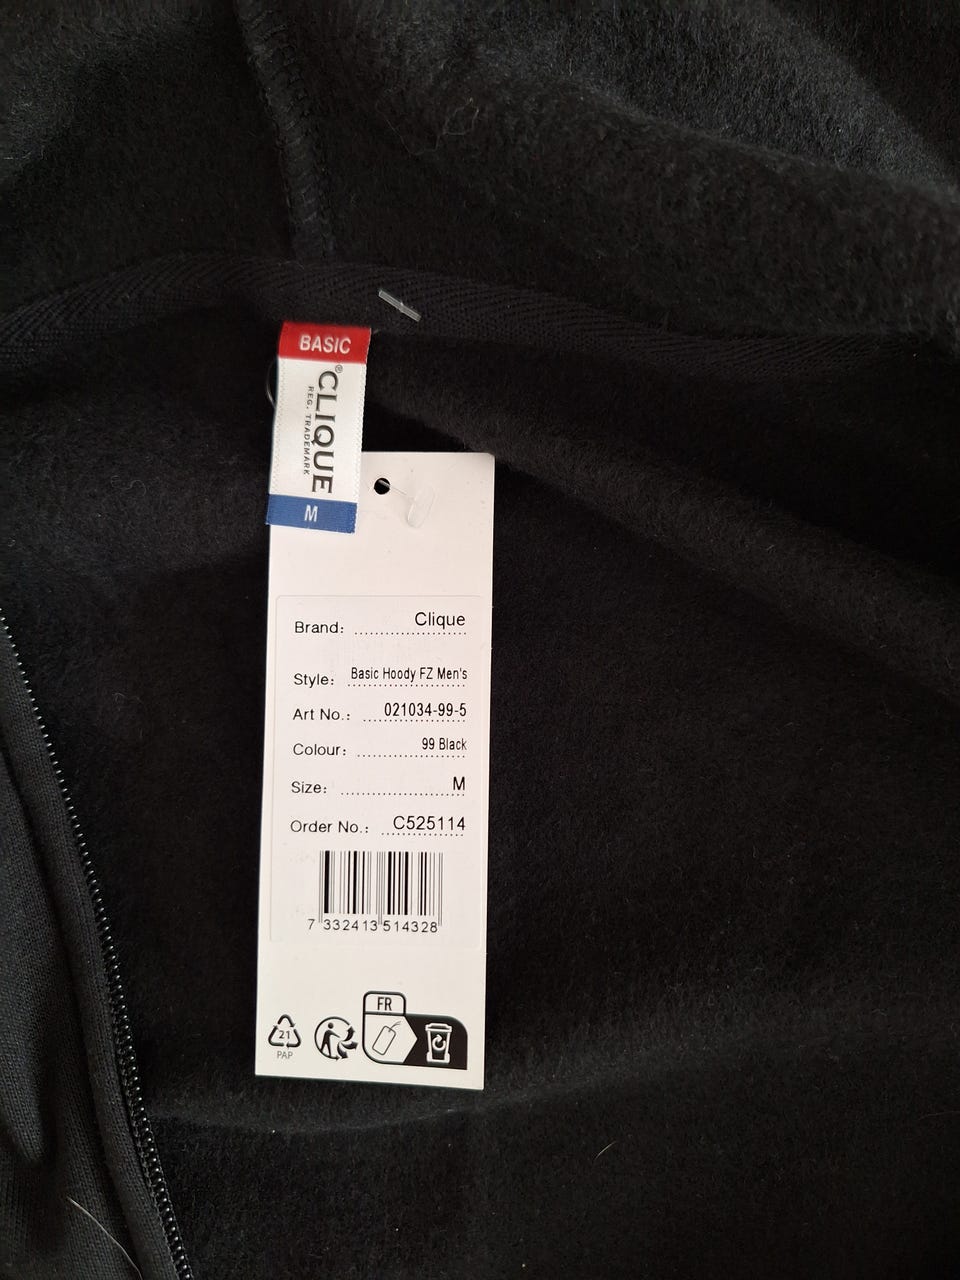 BASIC
CLIQUE®
REG. TRADEMARK
M
Brand: Clique
Style: Basic Hoody FZ Men's
Art No.: 021034-99-5
Colour: 99 Black
Size: M
Order No.: C525114
7 332413 514328
FR
21
PAP